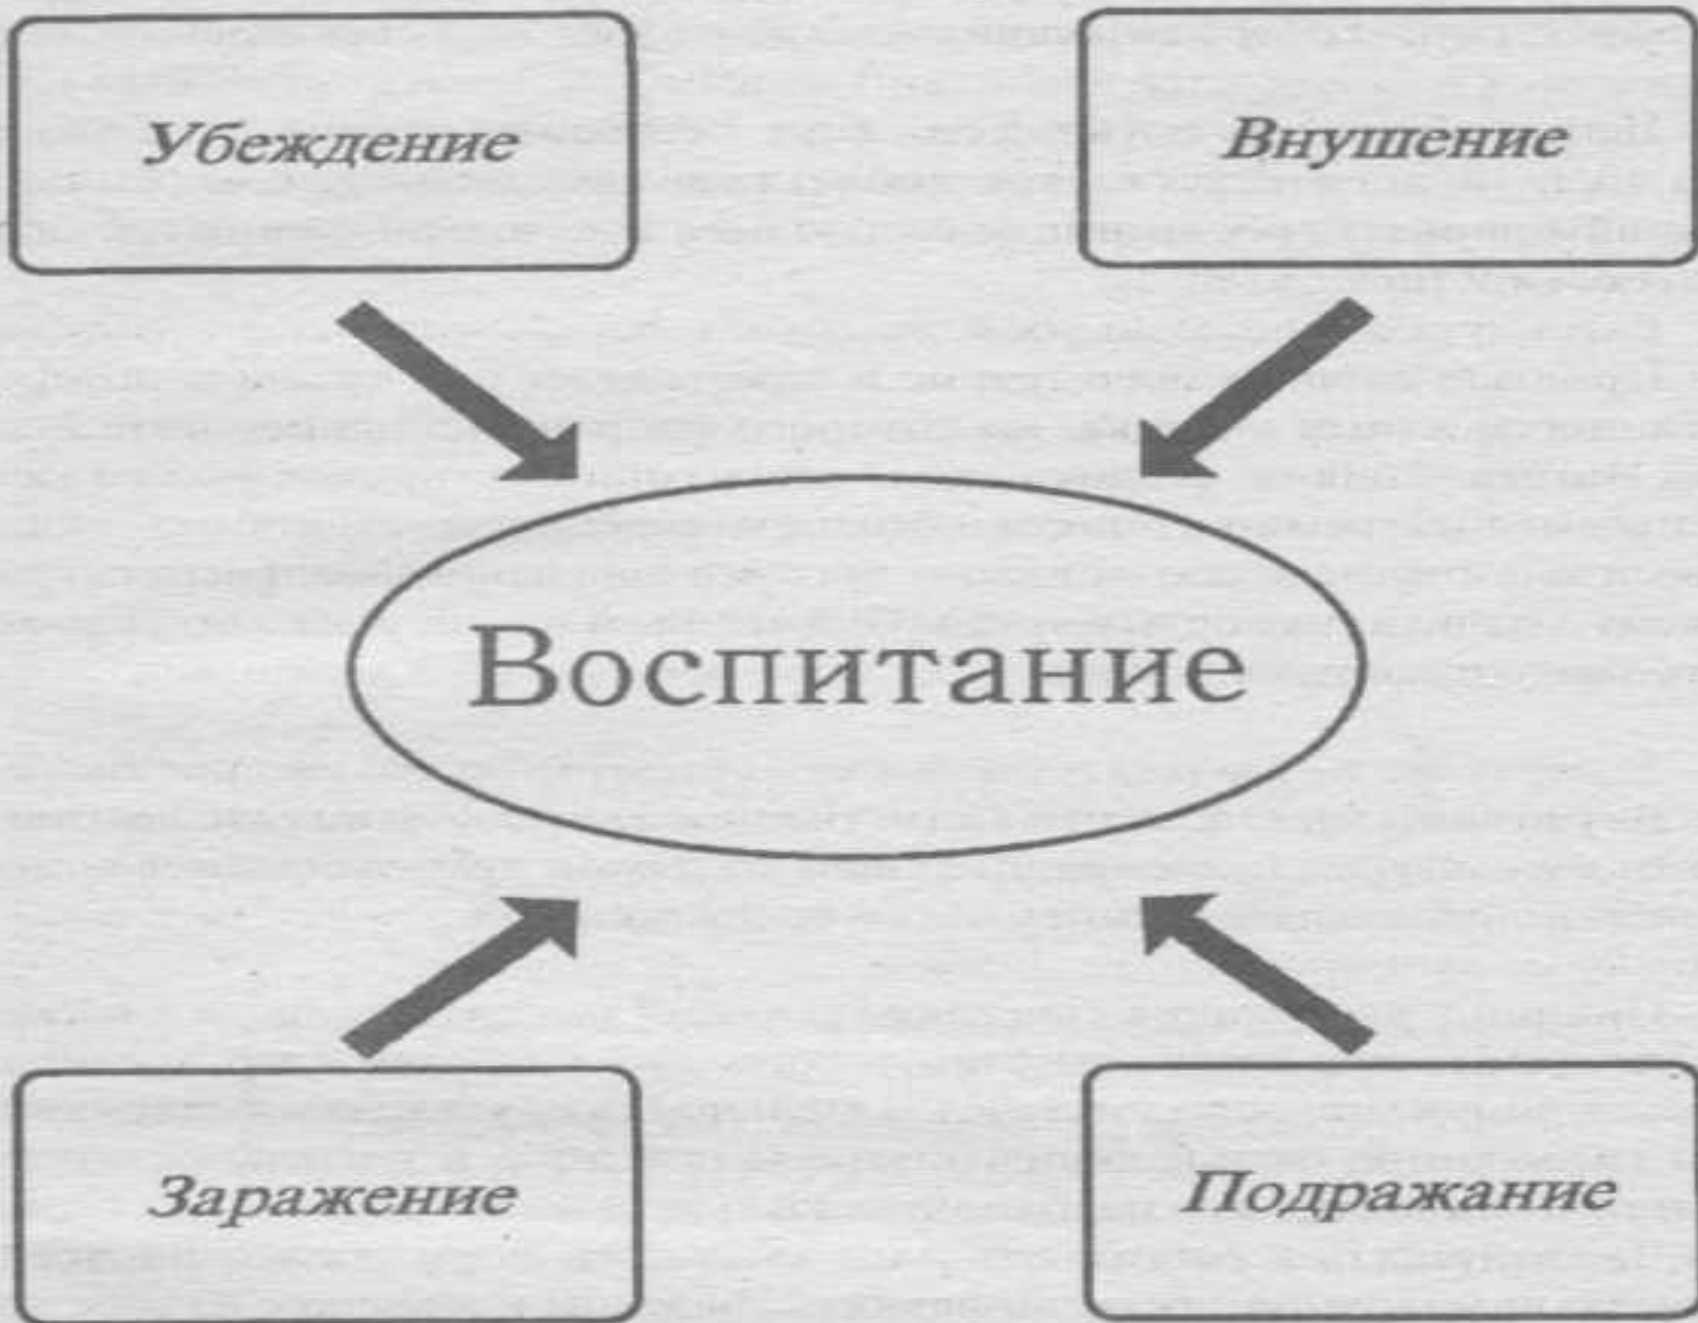 Убеждение
Внушение
Воспитание
Заражение
Подражание